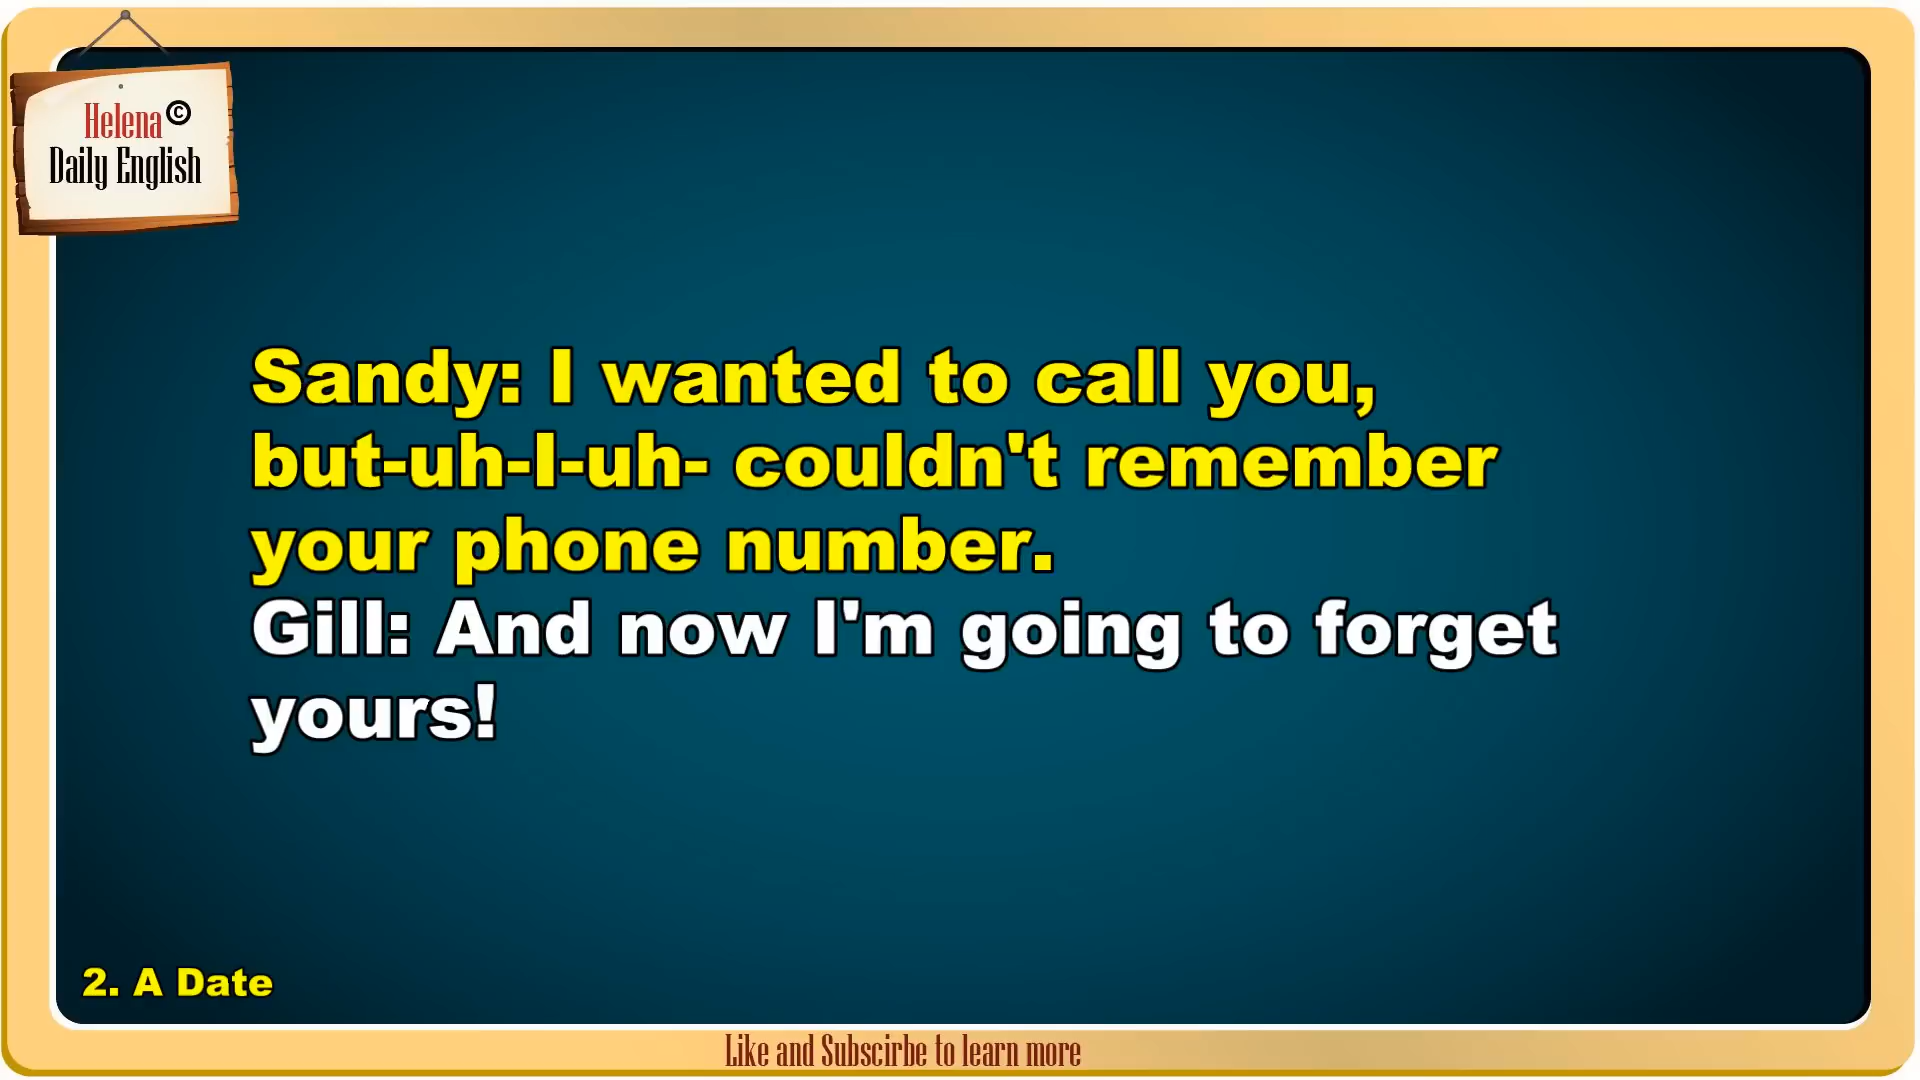 Helena©
Daily English
Sandy: I wanted to call you,
but-uh-I-uh- couldn't remember
your phone number.
Gill: And now I'm going to forget
yours!
2. A Date
Like and Subscirbe to learn more